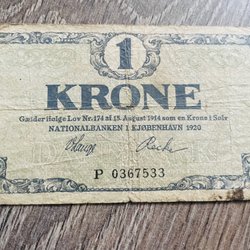 1
KRONE
Gælder ifølge Lov Nr. 174 af 15. August 1914 som en Krone i Sølv
NATIONALBANKEN I KJØBENHAVN 1920
P 0367533